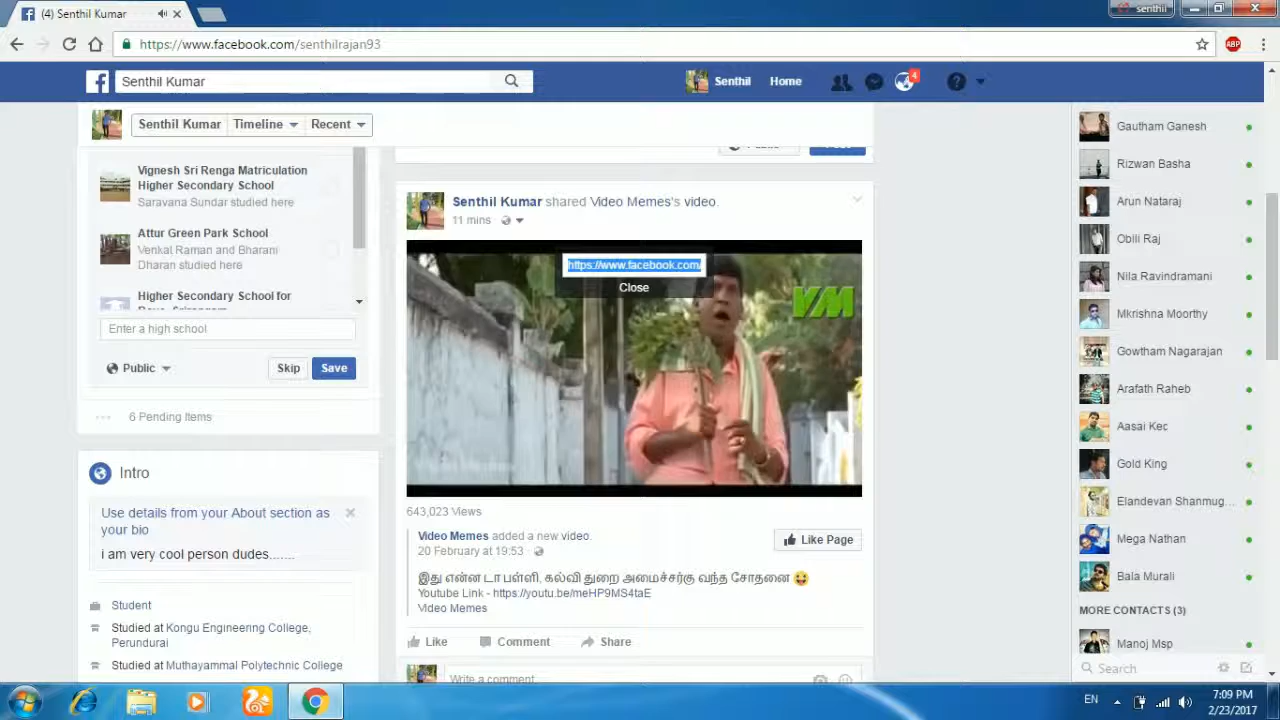 (4) Senthil Kumar
senthil
https://www.facebook.com/senthilrajan93
ABP
Senthil Kumar
Senthil
Home
4
Senthil Kumar
Timeline
Recent
Vignesh Sri Renga Matriculation
Higher Secondary School
Saravana Sundar studied here
Attur Green Park School
Venkat Raman and Bharani
Dharan studied here
Higher Secondary School for
Enter a high school
Public
Skip
Save
6 Pending Items
Intro
Use details from your About section as
your bio
i am very cool person dudes.......
Student
Studied at Kongu Engineering College,
Perundurai
Studied at Muthayammal Polytechnic College
Senthil Kumar shared Video Memes's video.
11 mins
https://www.facebook.com/
Close
VM
643,023 Views
Video Memes added a new video.
20 February at 19:53
Like Page
இது என்ன டா பள்ளி. கல்வி துறை அமைச்சர்கு வந்த சோதனை 😝
Youtube Link - https://youtu.be/meHP9MS4taE
Video Memes
Like
Comment
Share
Write a comment
Gautham Ganesh
Rizwan Basha
Arun Nataraj
Obili Raj
Nila Ravindramani
Mkrishna Moorthy
Gowtham Nagarajan
Arafath Raheb
Aasai Kec
Gold King
Elandevan Shanmug...
Mega Nathan
Bala Murali
MORE CONTACTS (3)
Manoj Msp
Search
EN
7:09 PM
2/23/2017